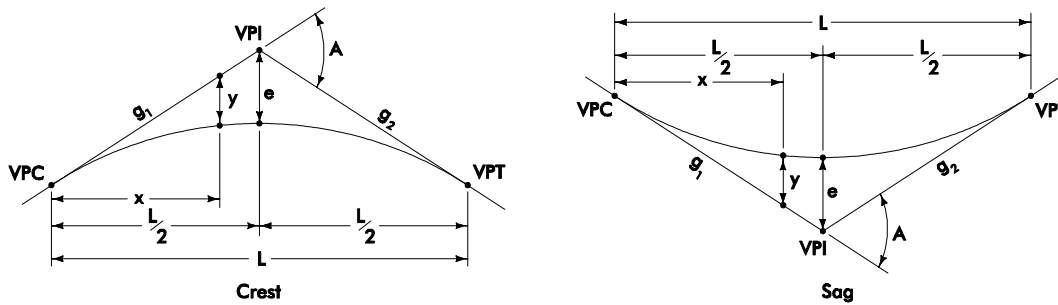 VPI
A
g₁
y
e
g₂
VPC
VPT
x
L/2
L/2
L
Crest
L
L/2
L/2
x
VPC
VP
g₁
y
e
g₂
A
VPI
Sag